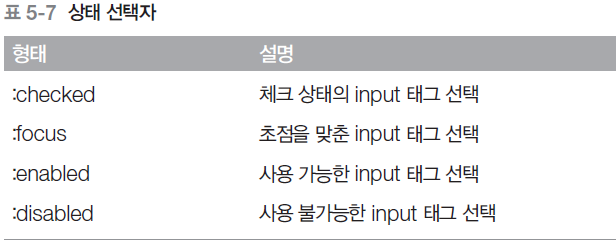 표 5-7 상태 선택자
형태 설명
:checked 체크 상태의 input 태그 선택
:focus 초점을 맞춘 input 태그 선택
:enabled 사용 가능한 input 태그 선택
:disabled 사용 불가능한 input 태그 선택